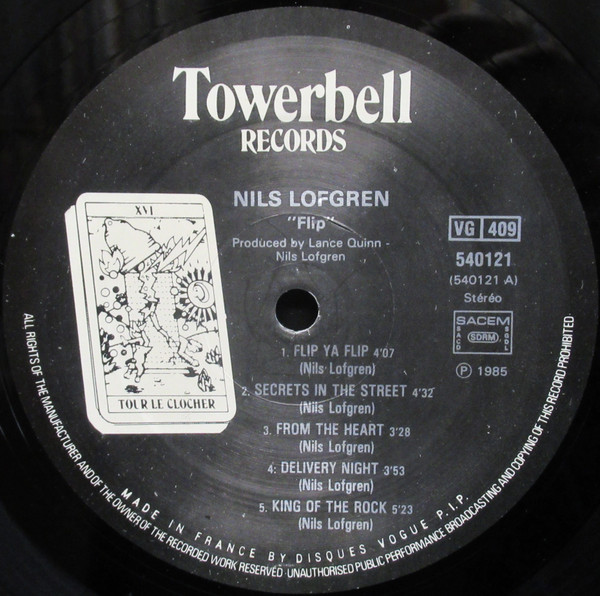 Towerbell
RECORDS
NILS LOFGREN
"Flip"
Produced by Lance Quinn -
Nils Lofgren
VG 409
540121
(540121 A)
Stéréo
SACEM
SACD SDRM SGDL
℗ 1985
XVI
TOUR LE CLOCHER
1. FLIP YA FLIP 4'07
(Nils Lofgren)
2. SECRETS IN THE STREET 4'32
(Nils Lofgren)
3. FROM THE HEART 3'28
(Nils Lofgren)
4: DELIVERY NIGHT 3'53
(Nils Lofgren)
5. KING OF THE ROCK 5'23
(Nils Lofgren)
MADE IN FRANCE BY DISQUES VOGUE P.I.P.
ALL RIGHTS OF THE MANUFACTURER AND OF THE OWNER OF THE RECORDED WORK RESERVED · UNAUTHORISED PUBLIC PERFORMANCE BROADCASTING AND COPYING OF THIS RECORD PROHIBITED ·